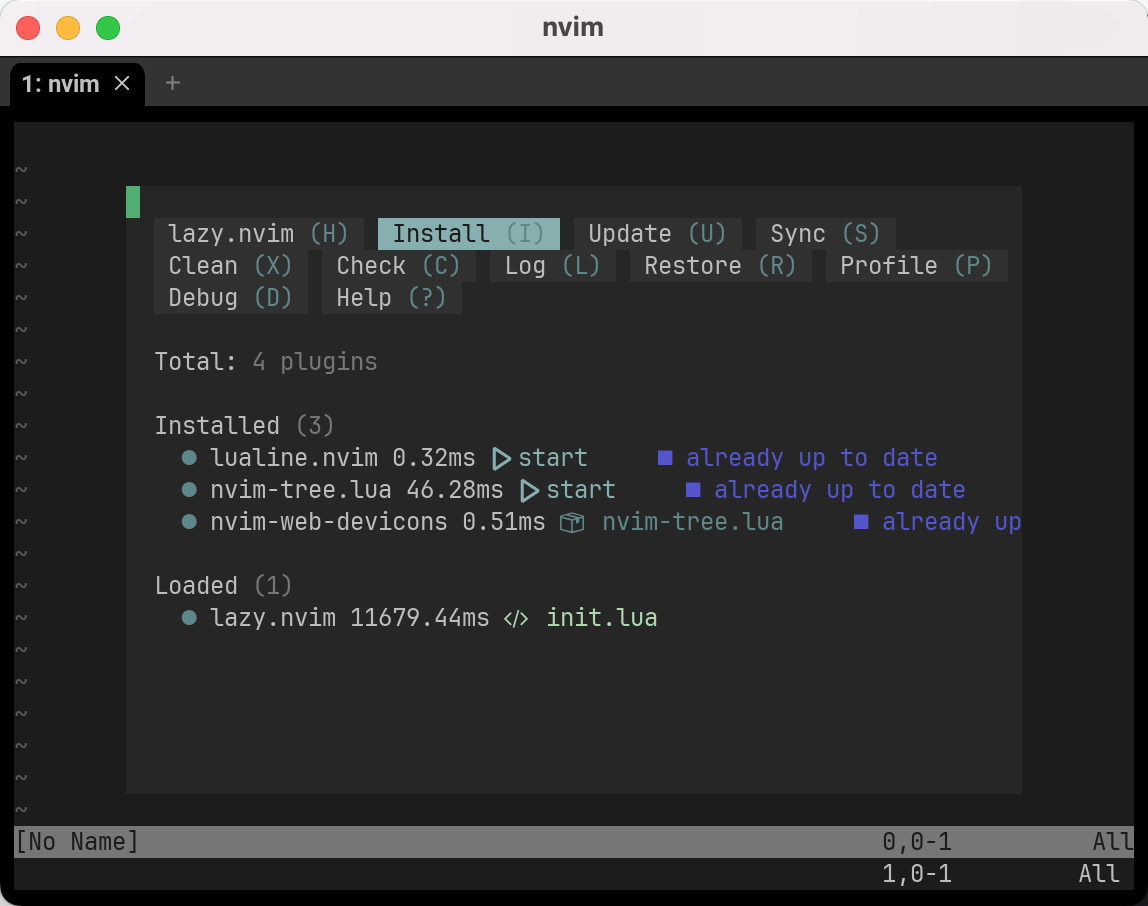 nvim
1: nvim
~
~
~ lazy.nvim (H) Install (I) Update (U) Sync (S)
~ Clean (X) Check (C) Log (L) Restore (R) Profile (P)
~ Debug (D) Help (?)
~
~ Total: 4 plugins
~
~ Installed (3)
~ ● lualine.nvim 0.32ms start ■ already up to date
~ ● nvim-tree.lua 46.28ms start ■ already up to date
~ ● nvim-web-devicons 0.51ms nvim-tree.lua ■ already up
~
~ Loaded (1)
~ ● lazy.nvim 11679.44ms </> init.lua
~
~
~
~
~
~
[No Name] 0,0-1 All
1,0-1 All